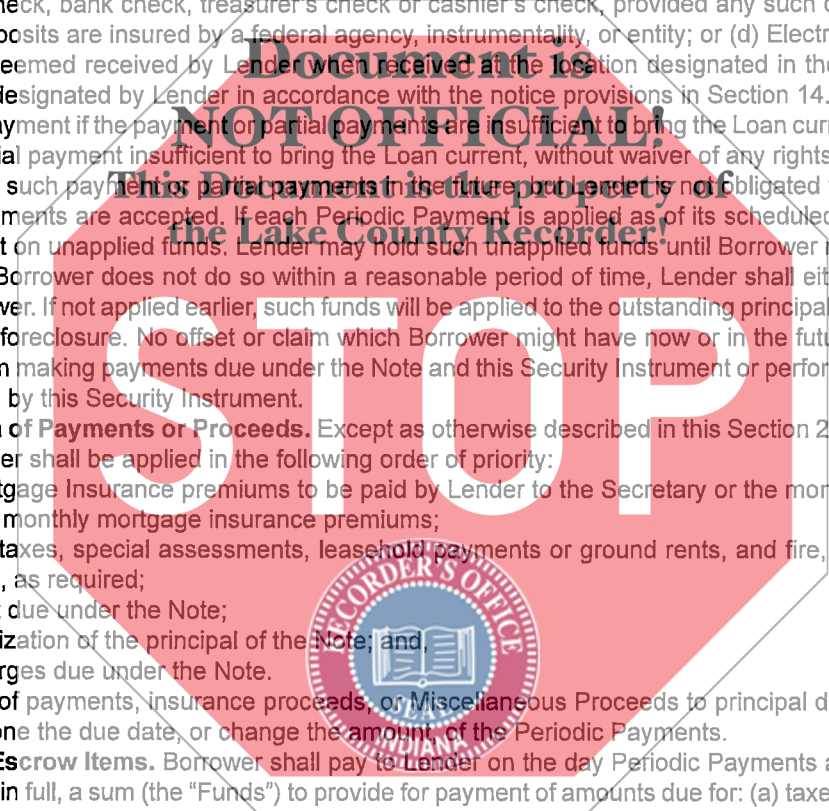 heck, bank check, treasurer's check or cashier's check, provided any such
posits are insured by a federal agency, instrumentality, or entity; or (d) Electr
Document is
eemed received by Lender when received at the location designated in the
designated by Lender in accordance with the notice provisions in Section 14.
NOT OFFICIAL!
ayment if the payment or partial payments are insufficient to bring the Loan curr
ial payment insufficient to bring the Loan current, without waiver of any rights
This Document is the property of
such payment or partial payments in the future, but Lender is not obligated
ments are accepted. If each Periodic Payment is applied as of its scheduled
the Lake County Recorder!
t on unapplied funds. Lender may hold such unapplied funds until Borrower
Borrower does not do so within a reasonable period of time, Lender shall eit
wer. If not applied earlier, such funds will be applied to the outstanding principal
foreclosure. No offset or claim which Borrower might have now or in the futu
m making payments due under the Note and this Security Instrument or perfor
by this Security Instrument.
STOP
n of Payments or Proceeds. Except as otherwise described in this Section 2
er shall be applied in the following order of priority:
tgage Insurance premiums to be paid by Lender to the Secretary or the mor
monthly mortgage insurance premiums;
taxes, special assessments, leasehold payments or ground rents, and fire,
, as required;
t due under the Note;
ization of the principal of the Note; and,
rges due under the Note.
of payments, insurance proceeds, or Miscellaneous Proceeds to principal d
one the due date, or change the amount, of the Periodic Payments.
Escrow Items. Borrower shall pay to Lender on the day Periodic Payments a
in full, a sum (the “Funds”) to provide for payment of amounts due for: (a) taxe
RECORDER'S OFFICE
SEAL
INDIANA